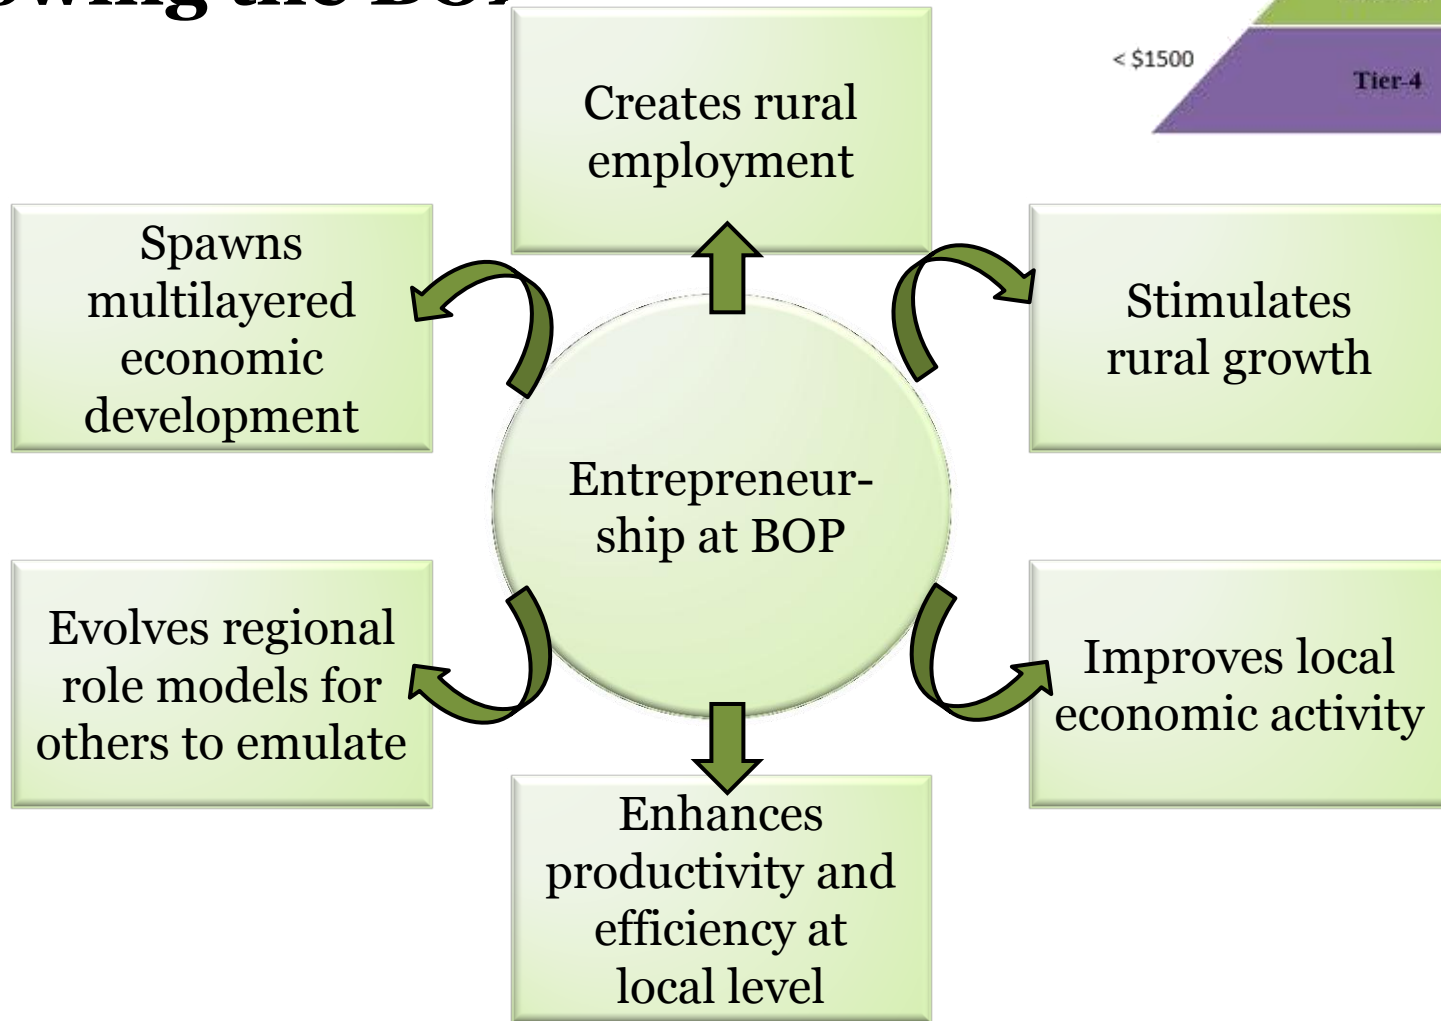 the
< $1500
Tier-4
Creates rural
employment
Spawns
multilayered
economic
development
Stimulates
rural growth
Entrepreneur-
ship at BOP
Evolves regional
role models for
others to emulate
Improves local
economic activity
Enhances
productivity and
efficiency at
local level